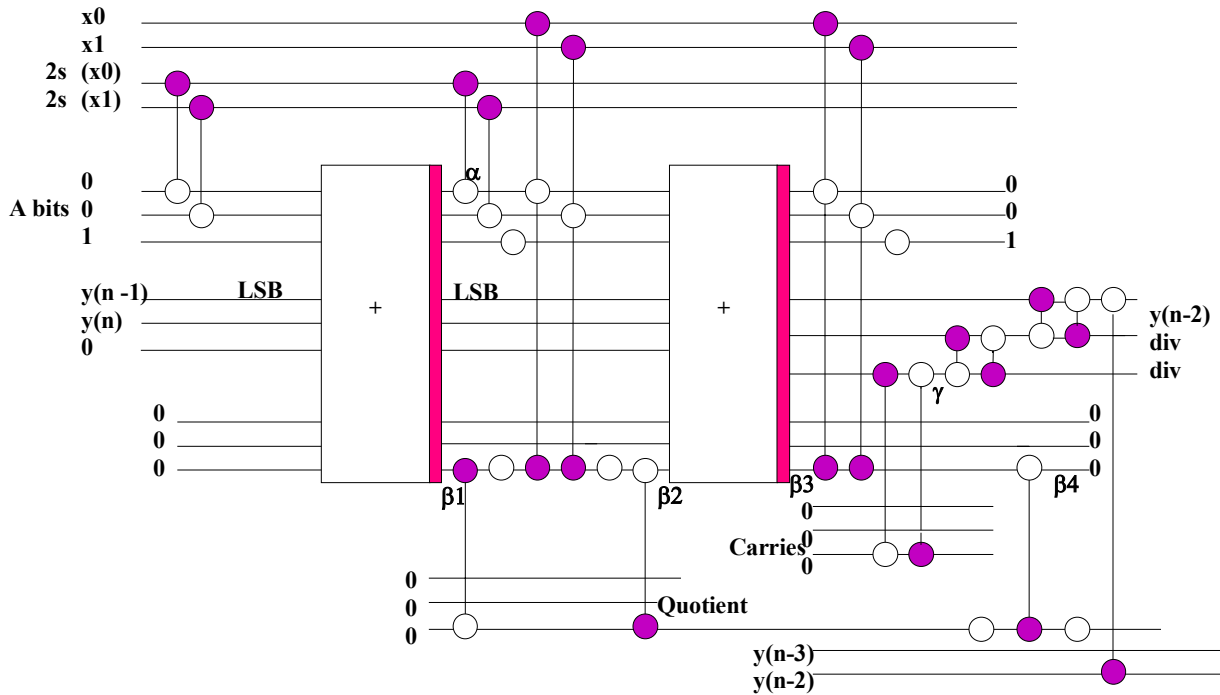 x0
x1
2s (x0)
2s (x1)
α
0
A bits 0
1
0
0
1
LSB
LSB
+
+
y(n -1)
y(n)
0
y(n-2)
div
div
γ
0
0
0
0
0
0
β1
β2
β3
β4
0
0
Carries
0
0
0
Quotient
0
y(n-3)
y(n-2)